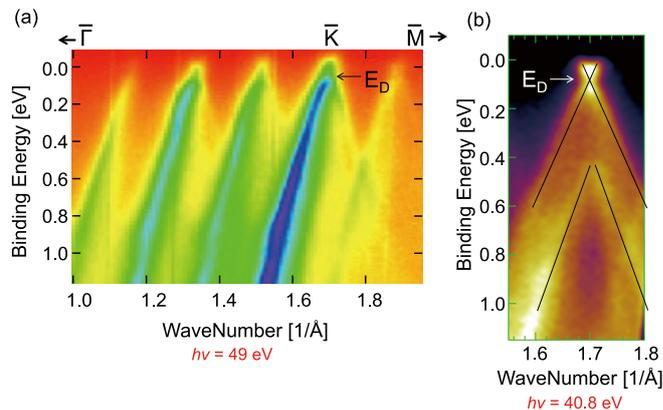 (a)
← Γ̅ K̅ M̅ →
0.0
0.2
0.4
0.6
0.8
1.0
Binding Energy [eV]
E_D
1.0 1.2 1.4 1.6 1.8
WaveNumber [1/Å]
hν = 49 eV
(b)
0.0
0.2
0.4
0.6
0.8
1.0
Binding Energy [eV]
E_D
1.6 1.7 1.8
WaveNumber [1/Å]
hν = 40.8 eV